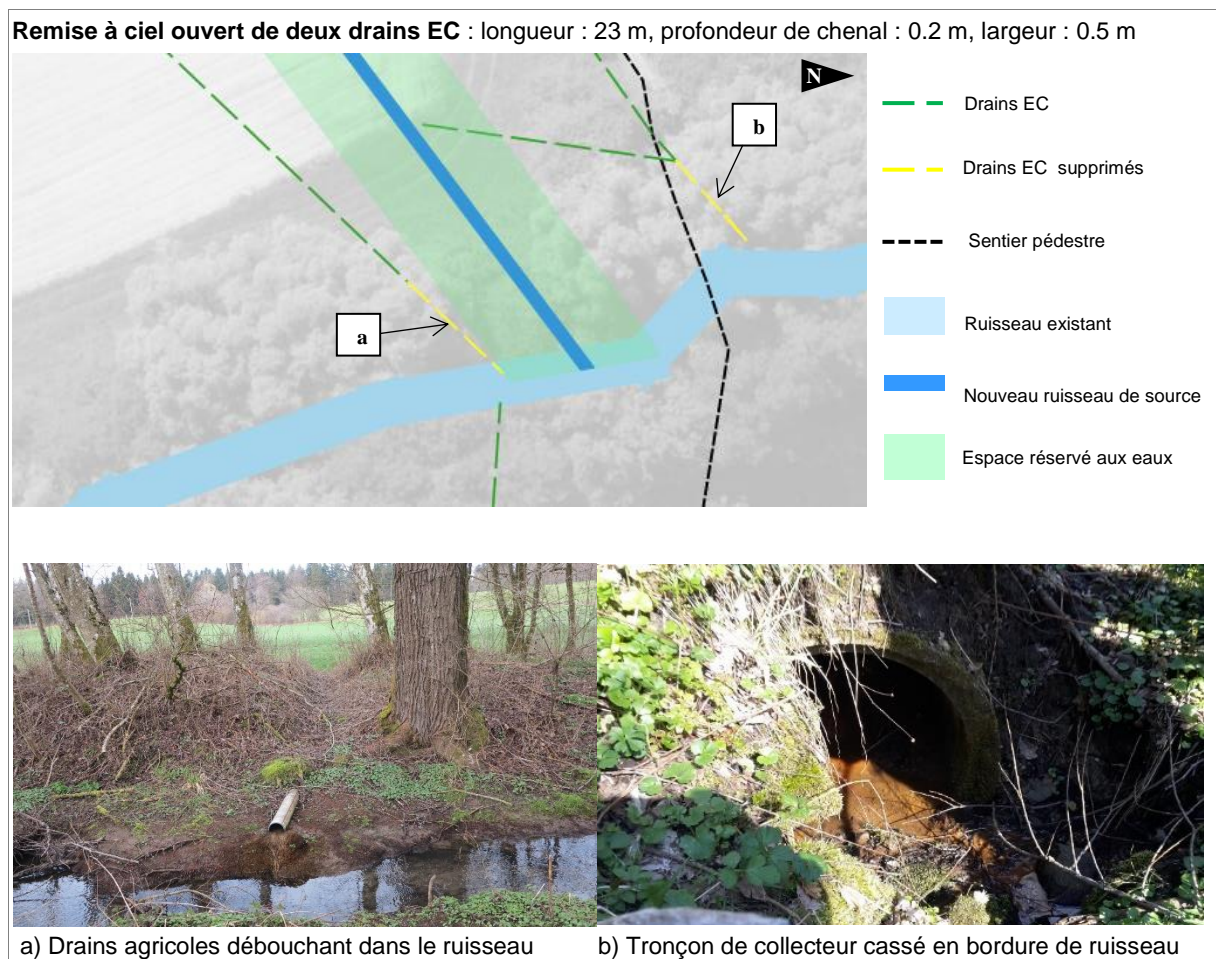 Remise à ciel ouvert de deux drains EC : longueur : 23 m, profondeur de chenal : 0.2 m, largeur : 0.5 m
N
b
a
Drains EC
Drains EC supprimés
Sentier pédestre
Ruisseau existant
Nouveau ruisseau de source
Espace réservé aux eaux
a) Drains agricoles débouchant dans le ruisseau
b) Tronçon de collecteur cassé en bordure de ruisseau